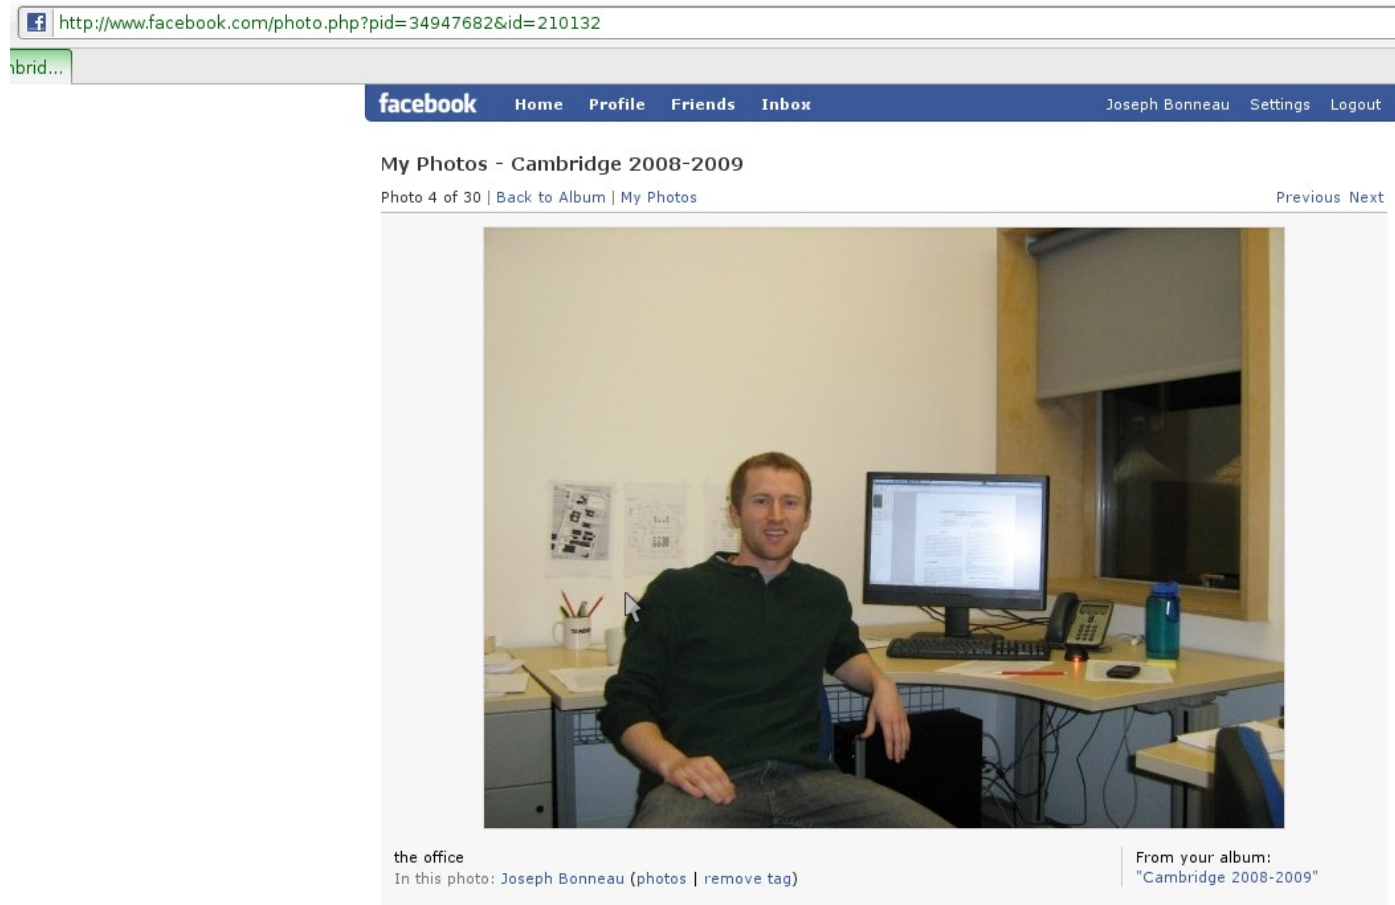 http://www.facebook.com/photo.php?pid=34947682&id=210132
nbrid...
facebook Home Profile Friends Inbox Joseph Bonneau Settings Logout
My Photos - Cambridge 2008-2009
Photo 4 of 30 | Back to Album | My Photos Previous Next
the office
In this photo: Joseph Bonneau (photos | remove tag)
From your album:
"Cambridge 2008-2009"